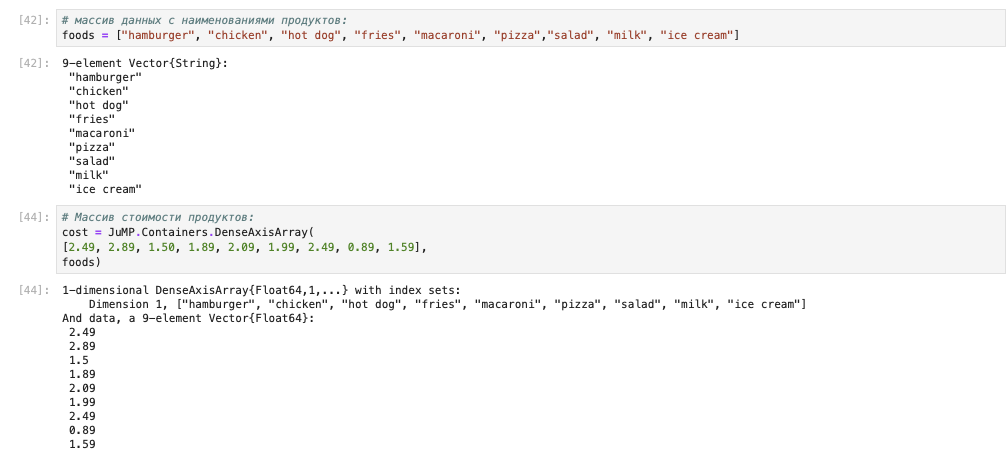 [42]: # массив данных с наименованиями продуктов:
foods = ["hamburger", "chicken", "hot dog", "fries", "macaroni", "pizza","salad", "milk", "ice cream"]
[42]: 9-element Vector{String}:
"hamburger"
"chicken"
"hot dog"
"fries"
"macaroni"
"pizza"
"salad"
"milk"
"ice cream"
[44]: # Массив стоимости продуктов:
cost = JuMP.Containers.DenseAxisArray(
[2.49, 2.89, 1.50, 1.89, 2.09, 1.99, 2.49, 0.89, 1.59],
foods)
[44]: 1-dimensional DenseAxisArray{Float64,1,...} with index sets:
Dimension 1, ["hamburger", "chicken", "hot dog", "fries", "macaroni", "pizza", "salad", "milk", "ice cream"]
And data, a 9-element Vector{Float64}:
2.49
2.89
1.5
1.89
2.09
1.99
2.49
0.89
1.59